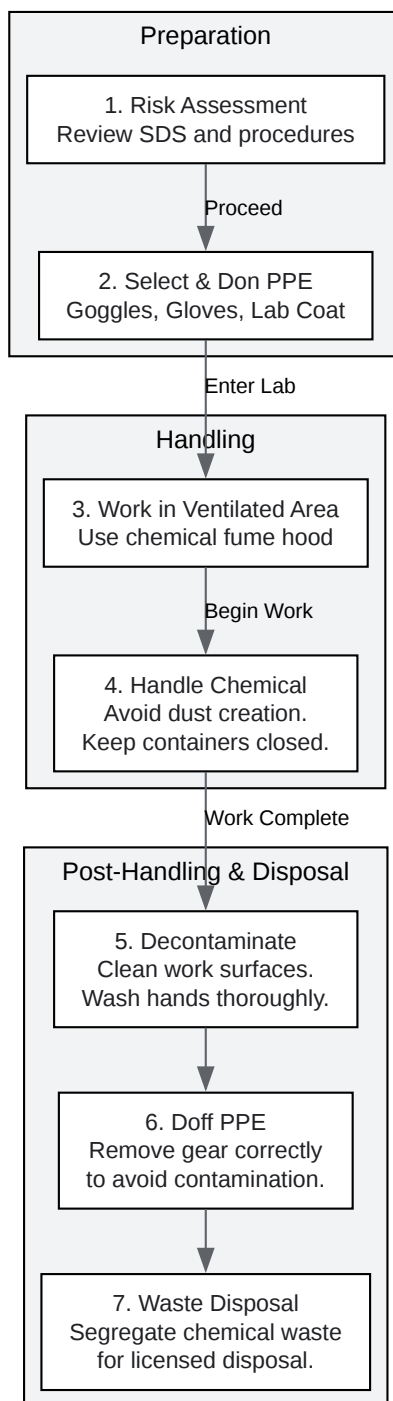 Preparation
1. Risk Assessment
Review SDS and procedures
Proceed
2. Select & Don PPE
Goggles, Gloves, Lab Coat
Enter Lab
Handling
3. Work in Ventilated Area
Use chemical fume hood
Begin Work
4. Handle Chemical
Avoid dust creation.
Keep containers closed.
Work Complete
Post-Handling & Disposal
5. Decontaminate
Clean work surfaces.
Wash hands thoroughly.
6. Doff PPE
Remove gear correctly
to avoid contamination.
7. Waste Disposal
Segregate chemical waste
for licensed disposal.